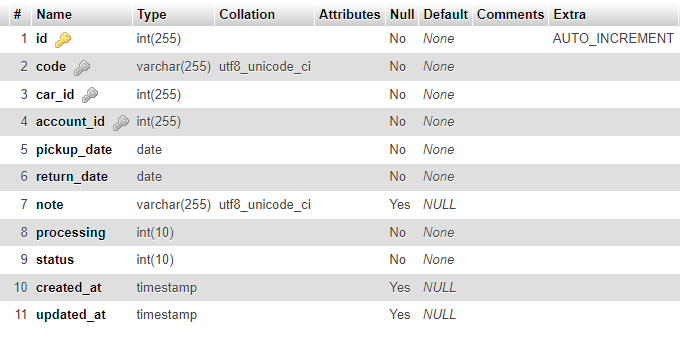 # Name Type Collation Attributes Null Default Comments Extra
1 id int(255) No None AUTO_INCREMENT
2 code varchar(255) utf8_unicode_ci No None
3 car_id int(255) No None
4 account_id int(255) No None
5 pickup_date date No None
6 return_date date No None
7 note varchar(255) utf8_unicode_ci Yes NULL
8 processing int(10) No None
9 status int(10) No None
10 created_at timestamp Yes NULL
11 updated_at timestamp Yes NULL